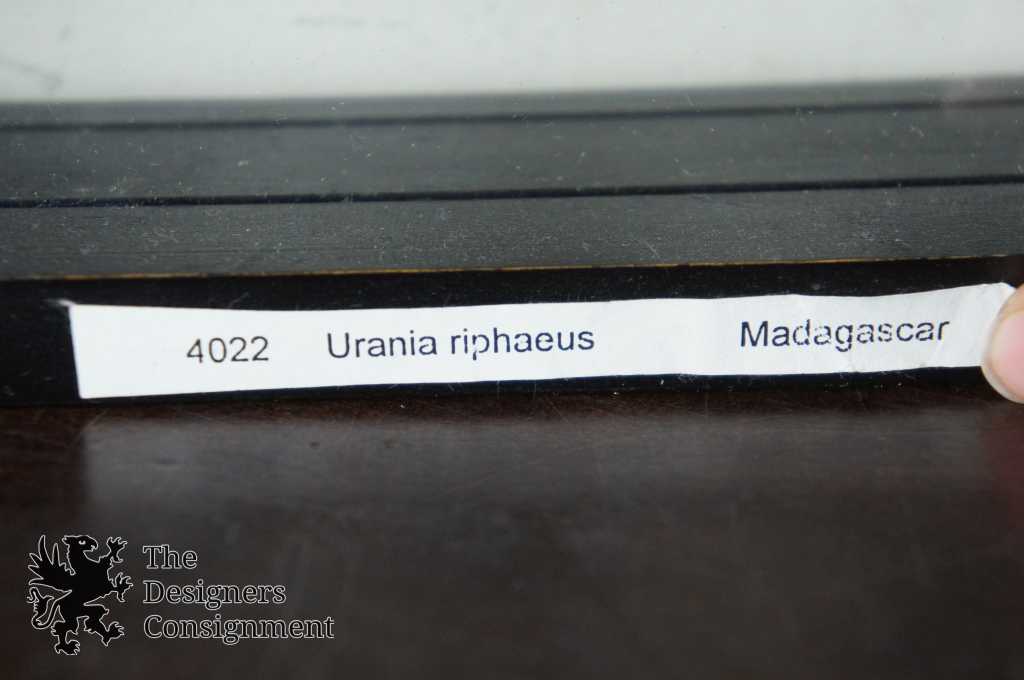 4022 Urania riphaeus Madagascar
The
Designers
Consignment